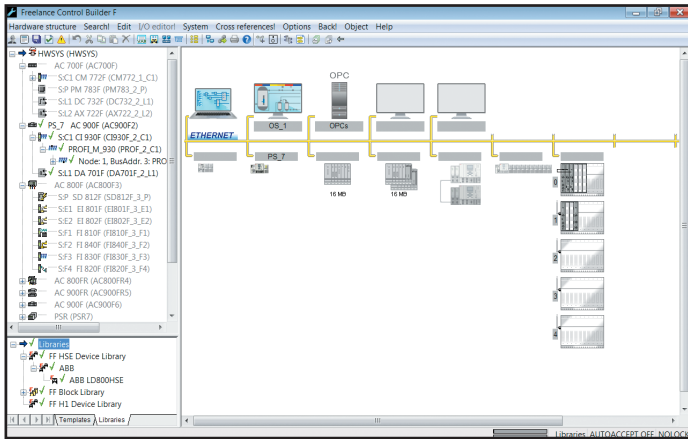 Freelance Control Builder F
Hardware structure Search! Edit I/O editor! System Cross references! Options Back! Object Help
HWSYS (HWSYS)
AC 700F (AC700F)
S:C1 CM 772F (CM772_1_C1)
S:P PM 783F (PM783_2_P)
S:L1 DC 732F (DC732_2_L1)
S:L2 AX 722F (AX722_2_L2)
PS_7 AC 900F (AC900F2)
S:C1 CI 930F (CI930F_2_C1)
PROFI_M_930 (PROF_2_C1)
Node: 1, BusAddr. 3: PRO
S:L1 DA 701F (DA701F_2_L1)
AC 800F (AC800F3)
S:P SD 812F (SD812F_3_P)
S:E1 EI 801F (EI801F_3_E1)
S:E2 EI 802F (EI802F_3_E2)
S:F1 FI 810F (FI810F_3_F1)
S:F2 FI 840F (FI840F_3_F2)
S:F3 FI 830F (FI830F_3_F3)
S:F4 FI 820F (FI820F_3_F4)
AC 800FR (AC800FR4)
AC 900FR (AC900FR5)
AC 900F (AC900F6)
PSR (PSR7)
Libraries
FF HSE Device Library
ABB
ABB LD800HSE
FF Block Library
FF H1 Device Library
Templates Libraries
OPC
OS_1 OPCs
ETHERNET
PS_7
16 MB 16 MB
0
1
2
3
4
Libraries AUTOACCEPT OFF NOLOCK